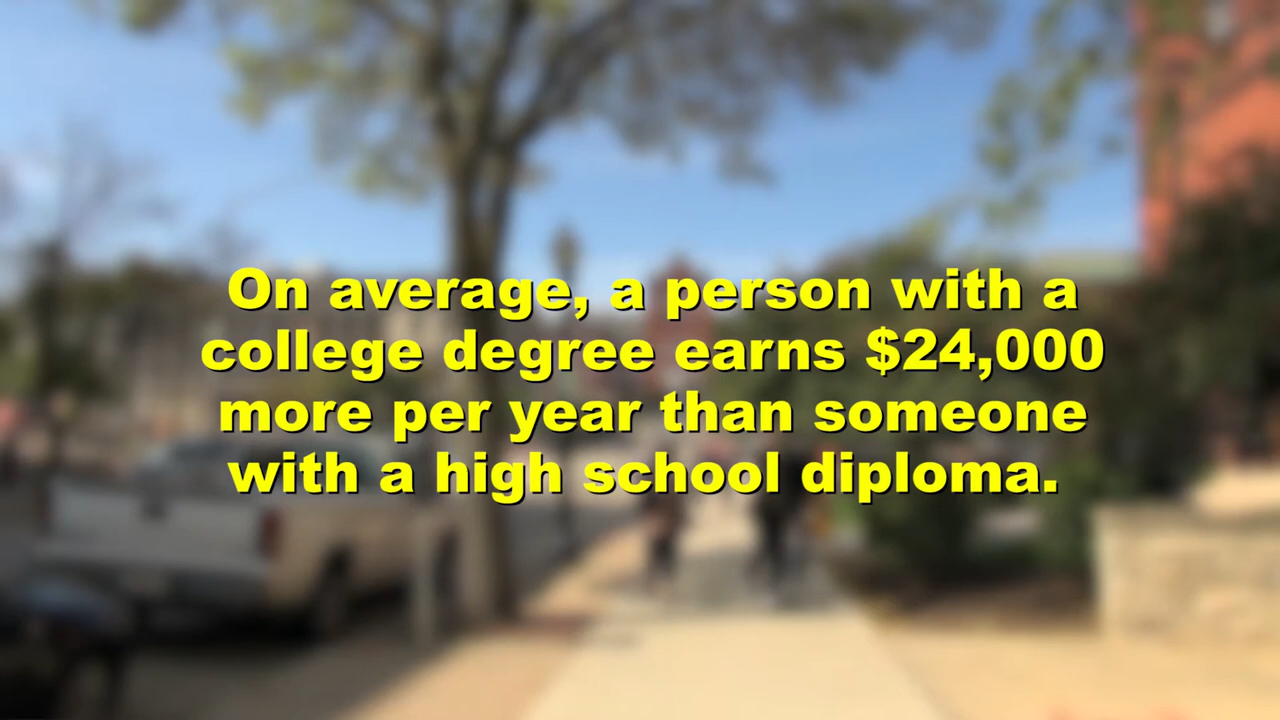 On average, a person with a
college degree earns $24,000
more per year than someone
with a high school diploma.